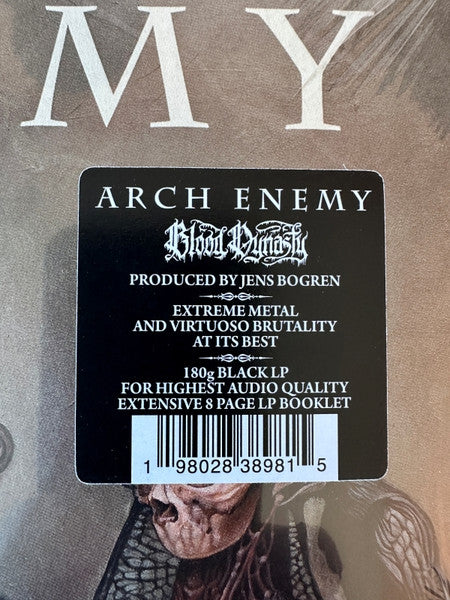 MY
ARCH ENEMY
Blood Dynasty
PRODUCED BY JENS BOGREN
EXTREME METAL
AND VIRTUOSO BRUTALITY
AT ITS BEST
180g BLACK LP
FOR HIGHEST AUDIO QUALITY
EXTENSIVE 8 PAGE LP BOOKLET
1 98028 38981 5